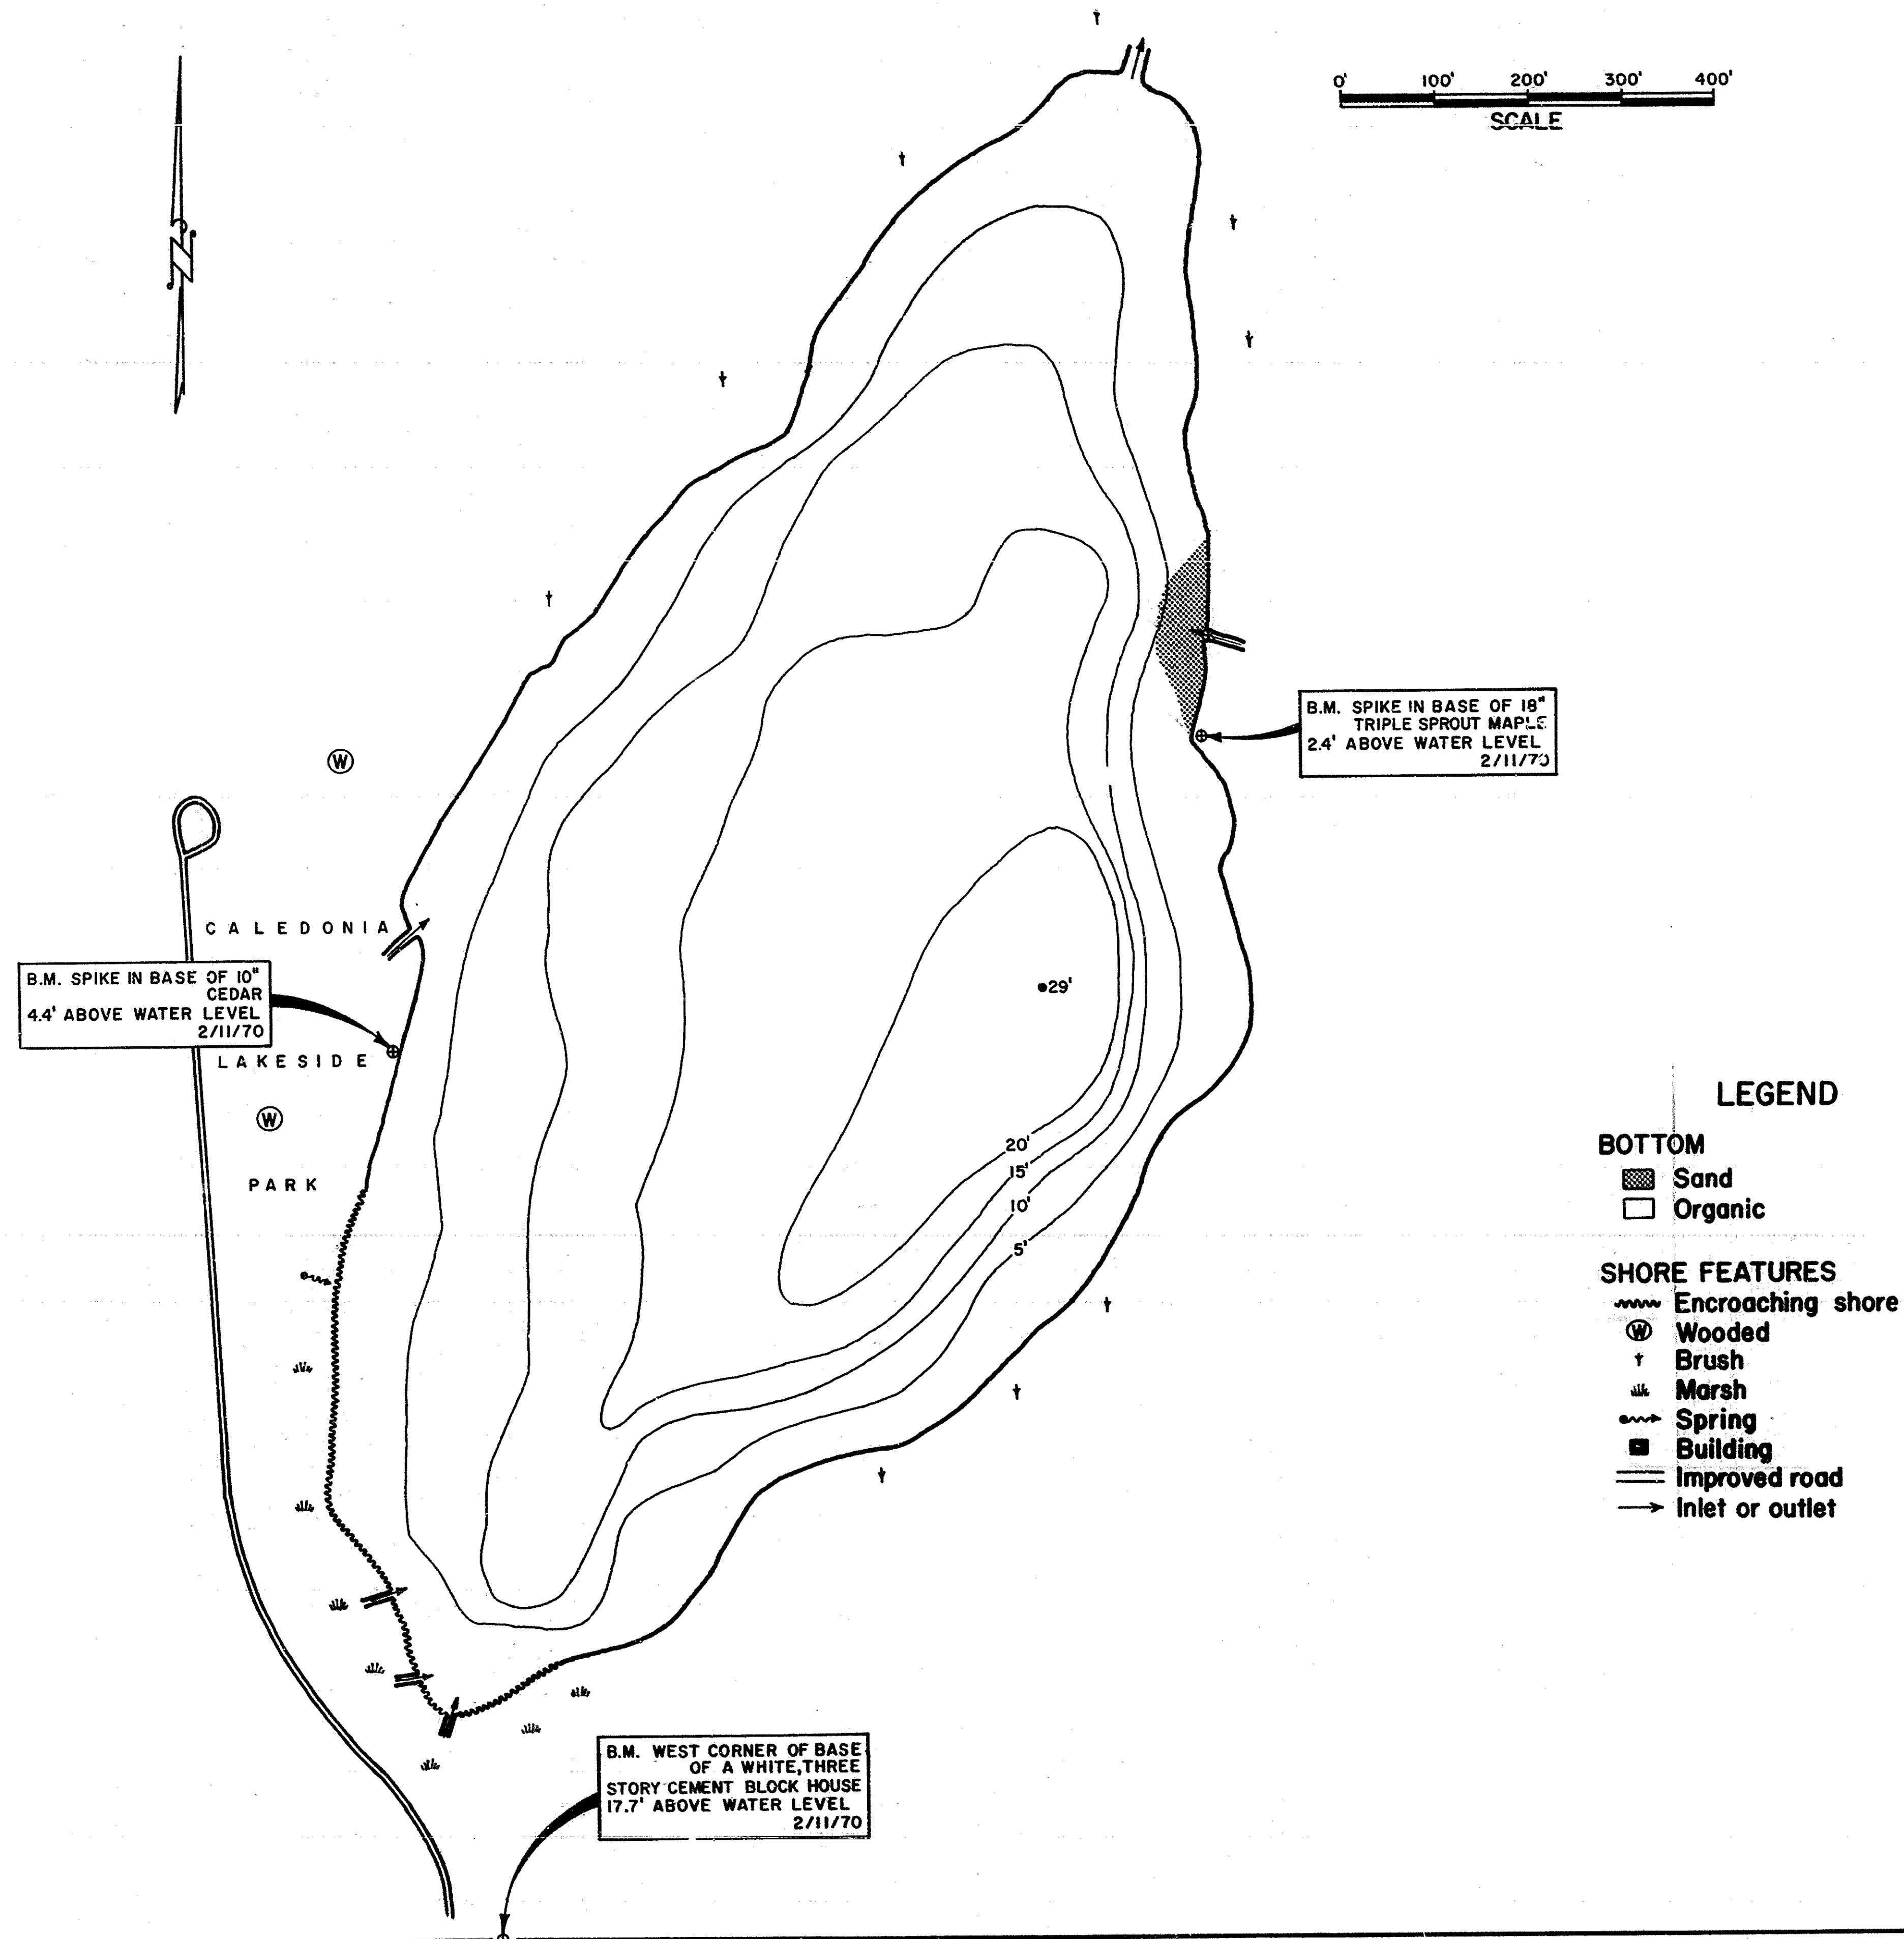 0' 100' 200' 300' 400'
SCALE
N
B.M. SPIKE IN BASE OF 18"
TRIPLE SPROUT MAPLE
2.4' ABOVE WATER LEVEL
2/11/70
W
CALEDONIA
B.M. SPIKE IN BASE OF 10"
CEDAR
4.4' ABOVE WATER LEVEL
2/11/70
LAKESIDE
W
PARK
29'
20'
15'
10'
5'
LEGEND
BOTTOM
Sand
Organic
SHORE FEATURES
Encroaching shore
W Wooded
Brush
Marsh
Spring
Building
Improved road
Inlet or outlet
B.M. WEST CORNER OF BASE
OF A WHITE, THREE
STORY CEMENT BLOCK HOUSE
17.7' ABOVE WATER LEVEL
2/11/70